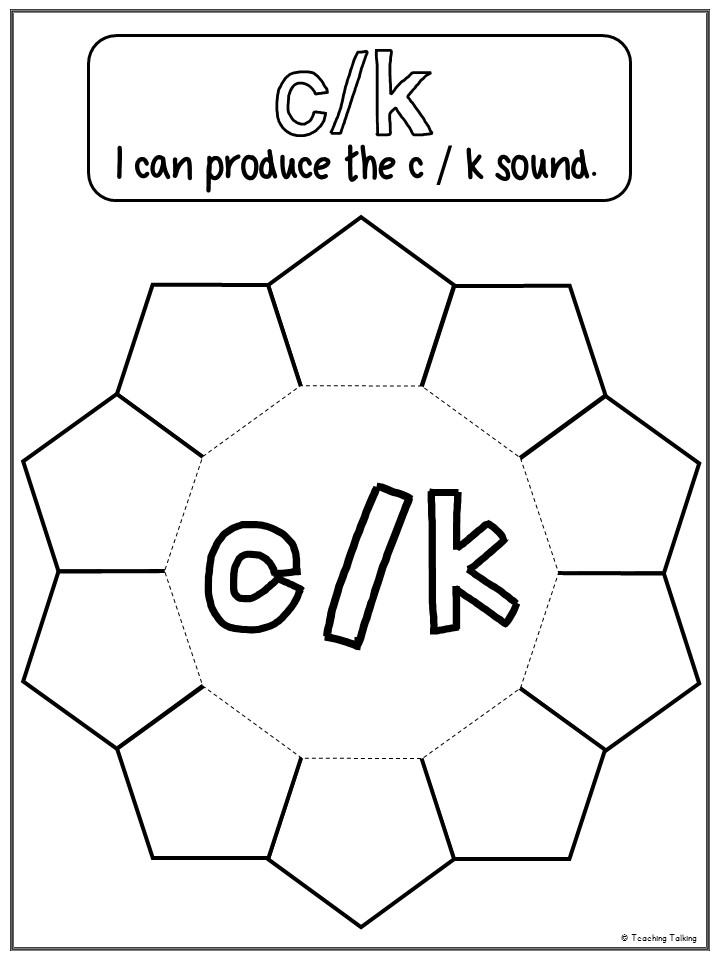 c/k
I can produce the c / k sound.
c/k
© Teaching Talking